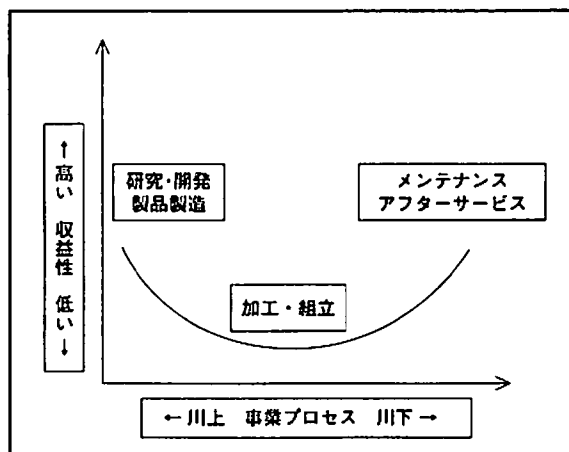 ↑高い 収益性 低い↓
研究・開発
製品製造
メンテナンス
アフターサービス
加工・組立
←川上 事業プロセス 川下→